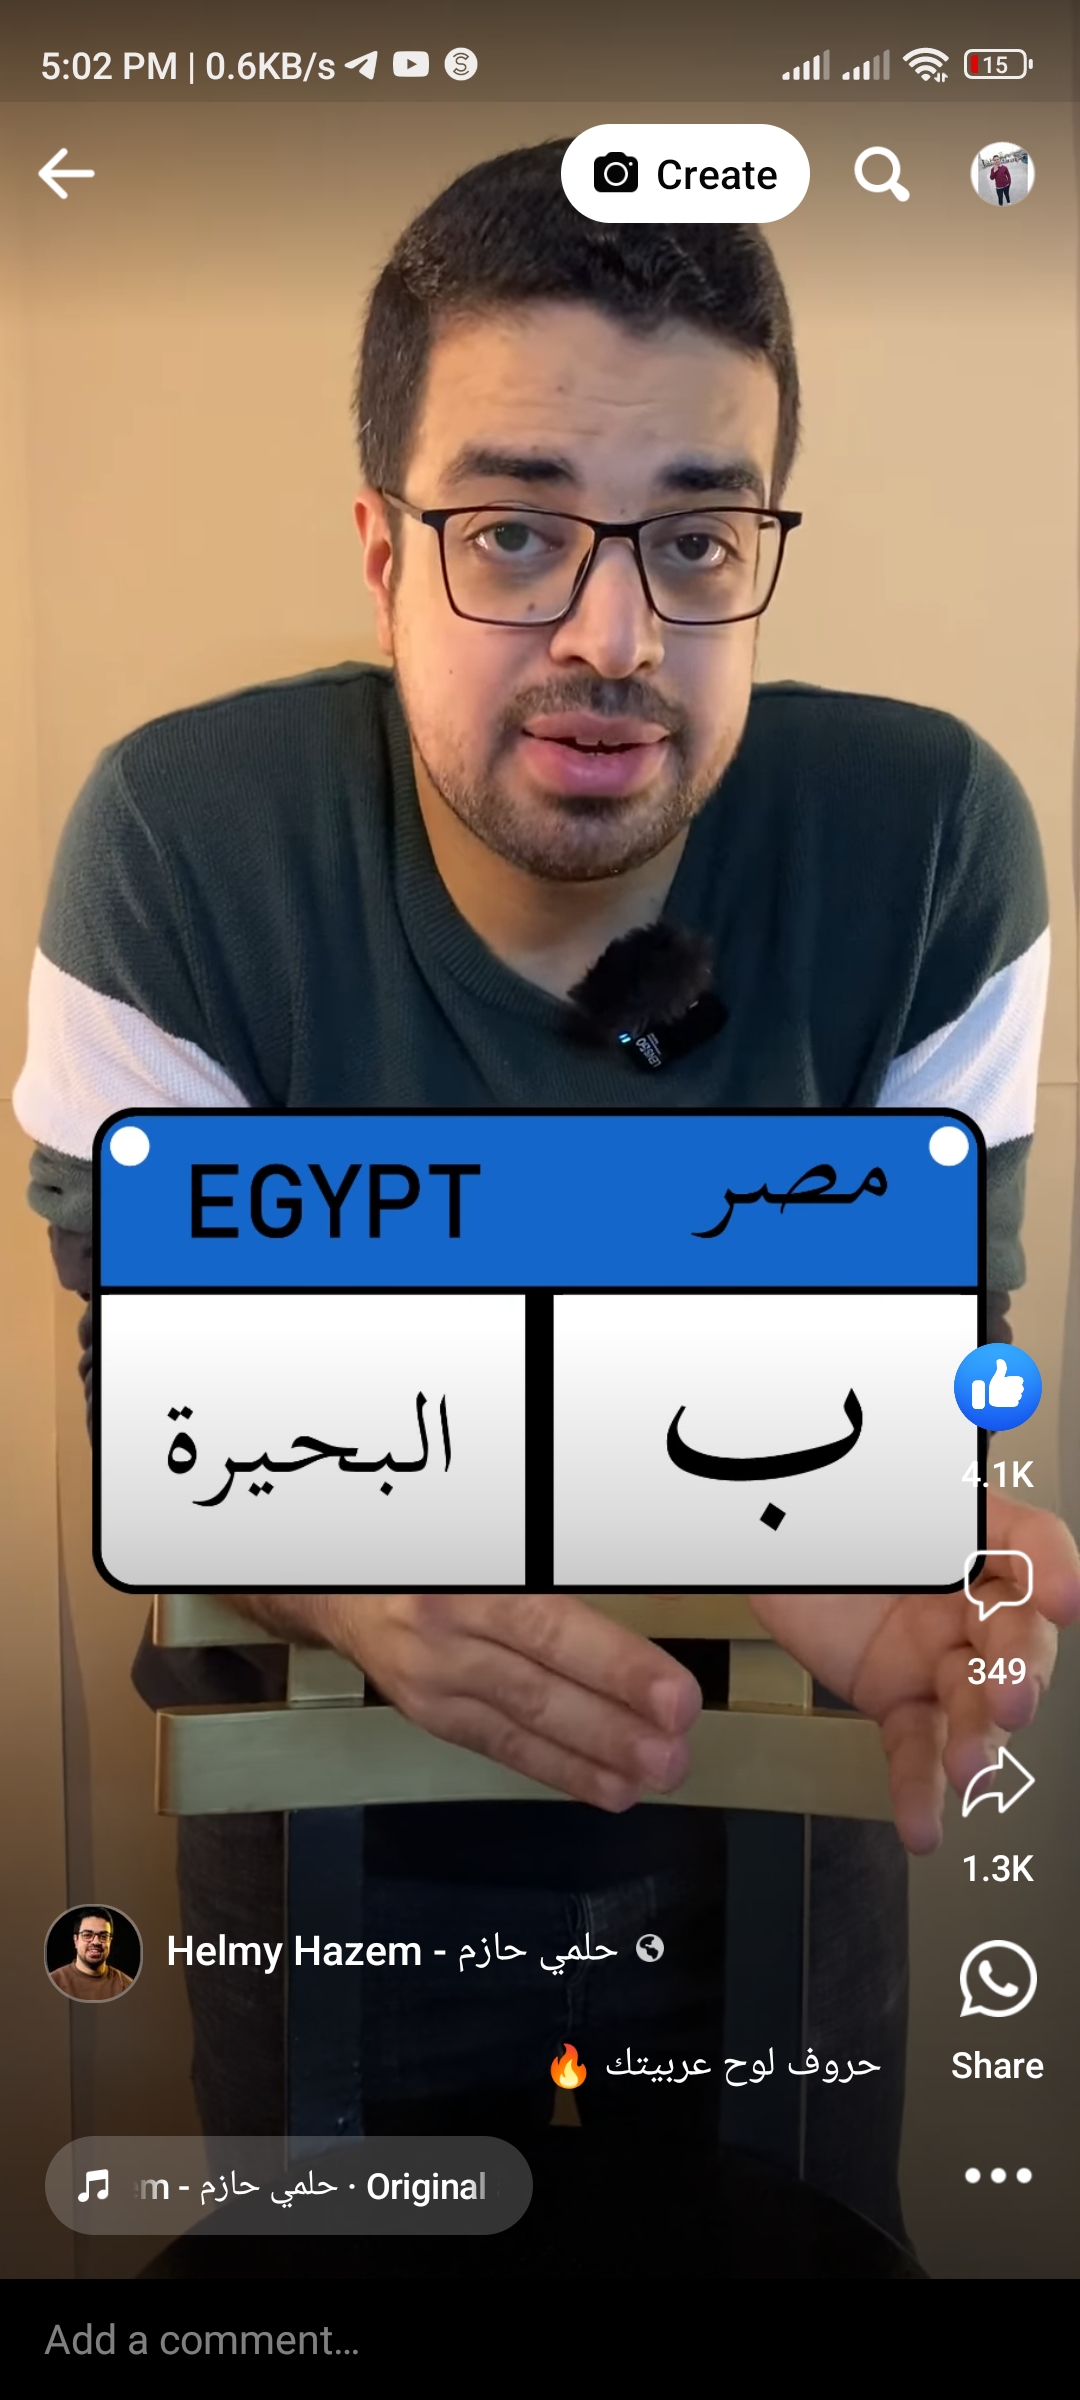 5:02 PM | 0.6KB/s
15
Create
EGYPT مصر
البحيرة ب
4.1K
349
1.3K
Helmy Hazem - حلمي حازم
حروف لوح عربيتك 🔥
Share
m - حلمي حازم · Original
Add a comment...